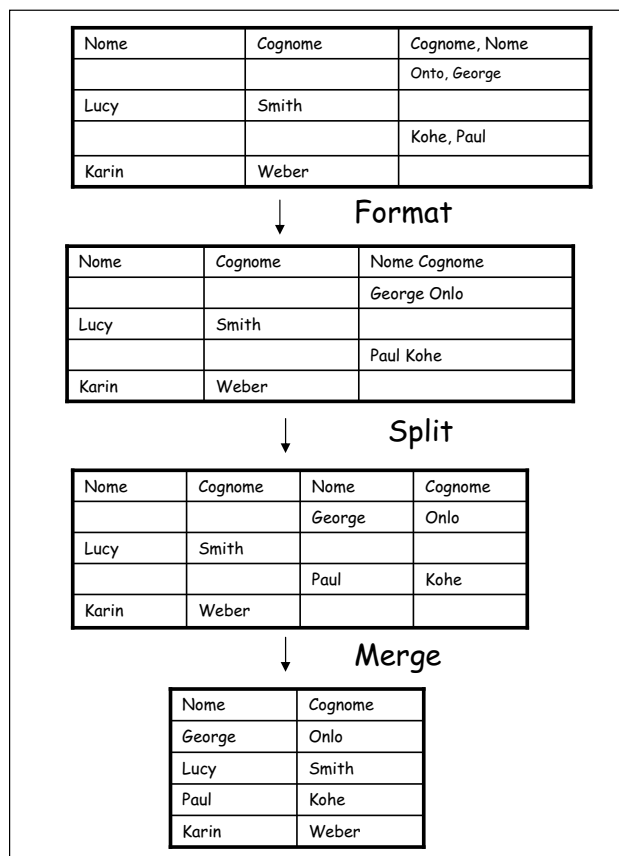 Nome Cognome Cognome, Nome
Onto, George
Lucy Smith
Kohe, Paul
Karin Weber
Format
Nome Cognome Nome Cognome
George Onlo
Lucy Smith
Paul Kohe
Karin Weber
Split
Nome Cognome Nome Cognome
George Onlo
Lucy Smith
Paul Kohe
Karin Weber
Merge
Nome Cognome
George Onlo
Lucy Smith
Paul Kohe
Karin Weber